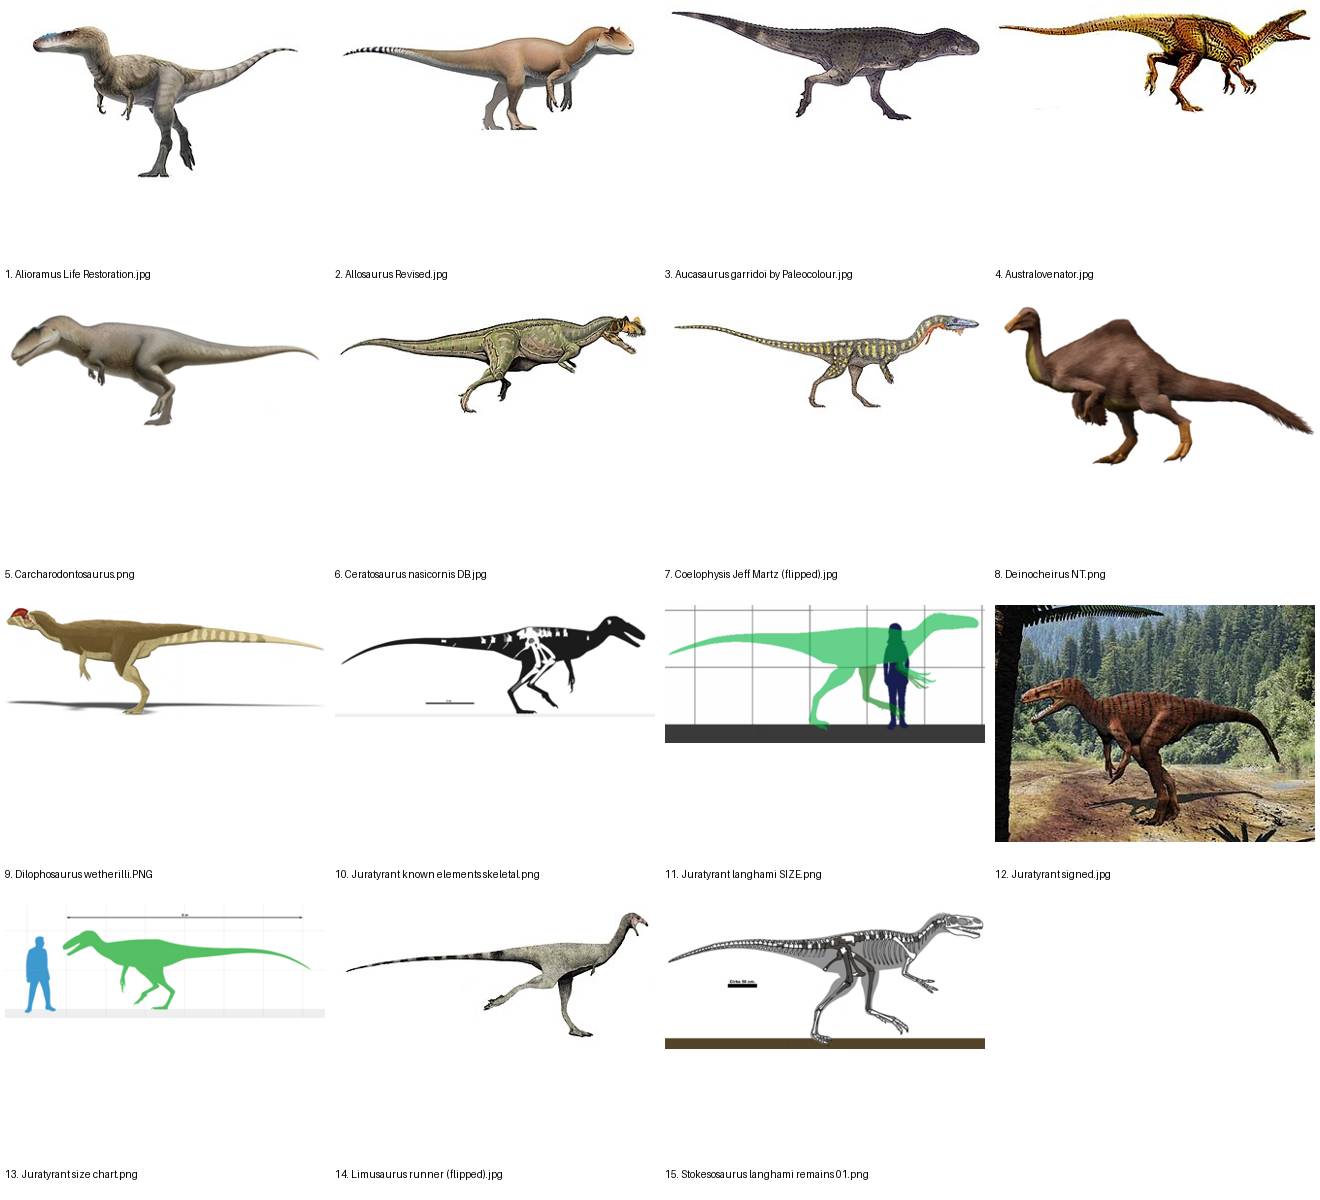 1. Alioramus Life Restoration.jpg
2. Allosaurus Revised.jpg
3. Aucasaurus garridoi by Paleocolour.jpg
4. Australovenator.jpg
5. Carcharodontosaurus.png
6. Ceratosaurus nasicornis DB.jpg
7. Coelophysis Jeff Martz (flipped).jpg
8. Deinocheirus NT.png
9. Dilophosaurus wetherilli.PNG
10. Juratyrant known elements skeletal.png
11. Juratyrant langhami SIZE.png
12. Juratyrant signed.jpg
13. Juratyrant size chart.png
14. Limusaurus runner (flipped).jpg
15. Stokesosaurus langhami remains 01.png